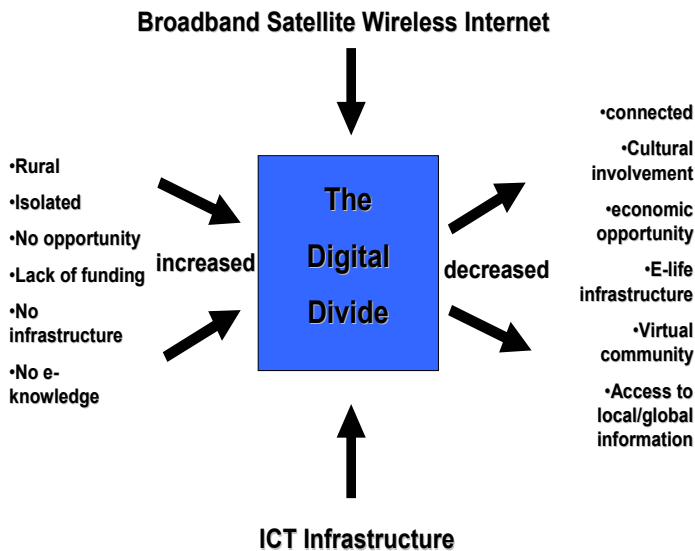 Broadband Satellite Wireless Internet
•Rural
•Isolated
•No opportunity
•Lack of funding
•No
infrastructure
•No e-
knowledge
increased
The
Digital
Divide
decreased
•connected
•Cultural
involvement
•economic
opportunity
•E-life
infrastructure
•Virtual
community
•Access to
local/global
information
ICT Infrastructure